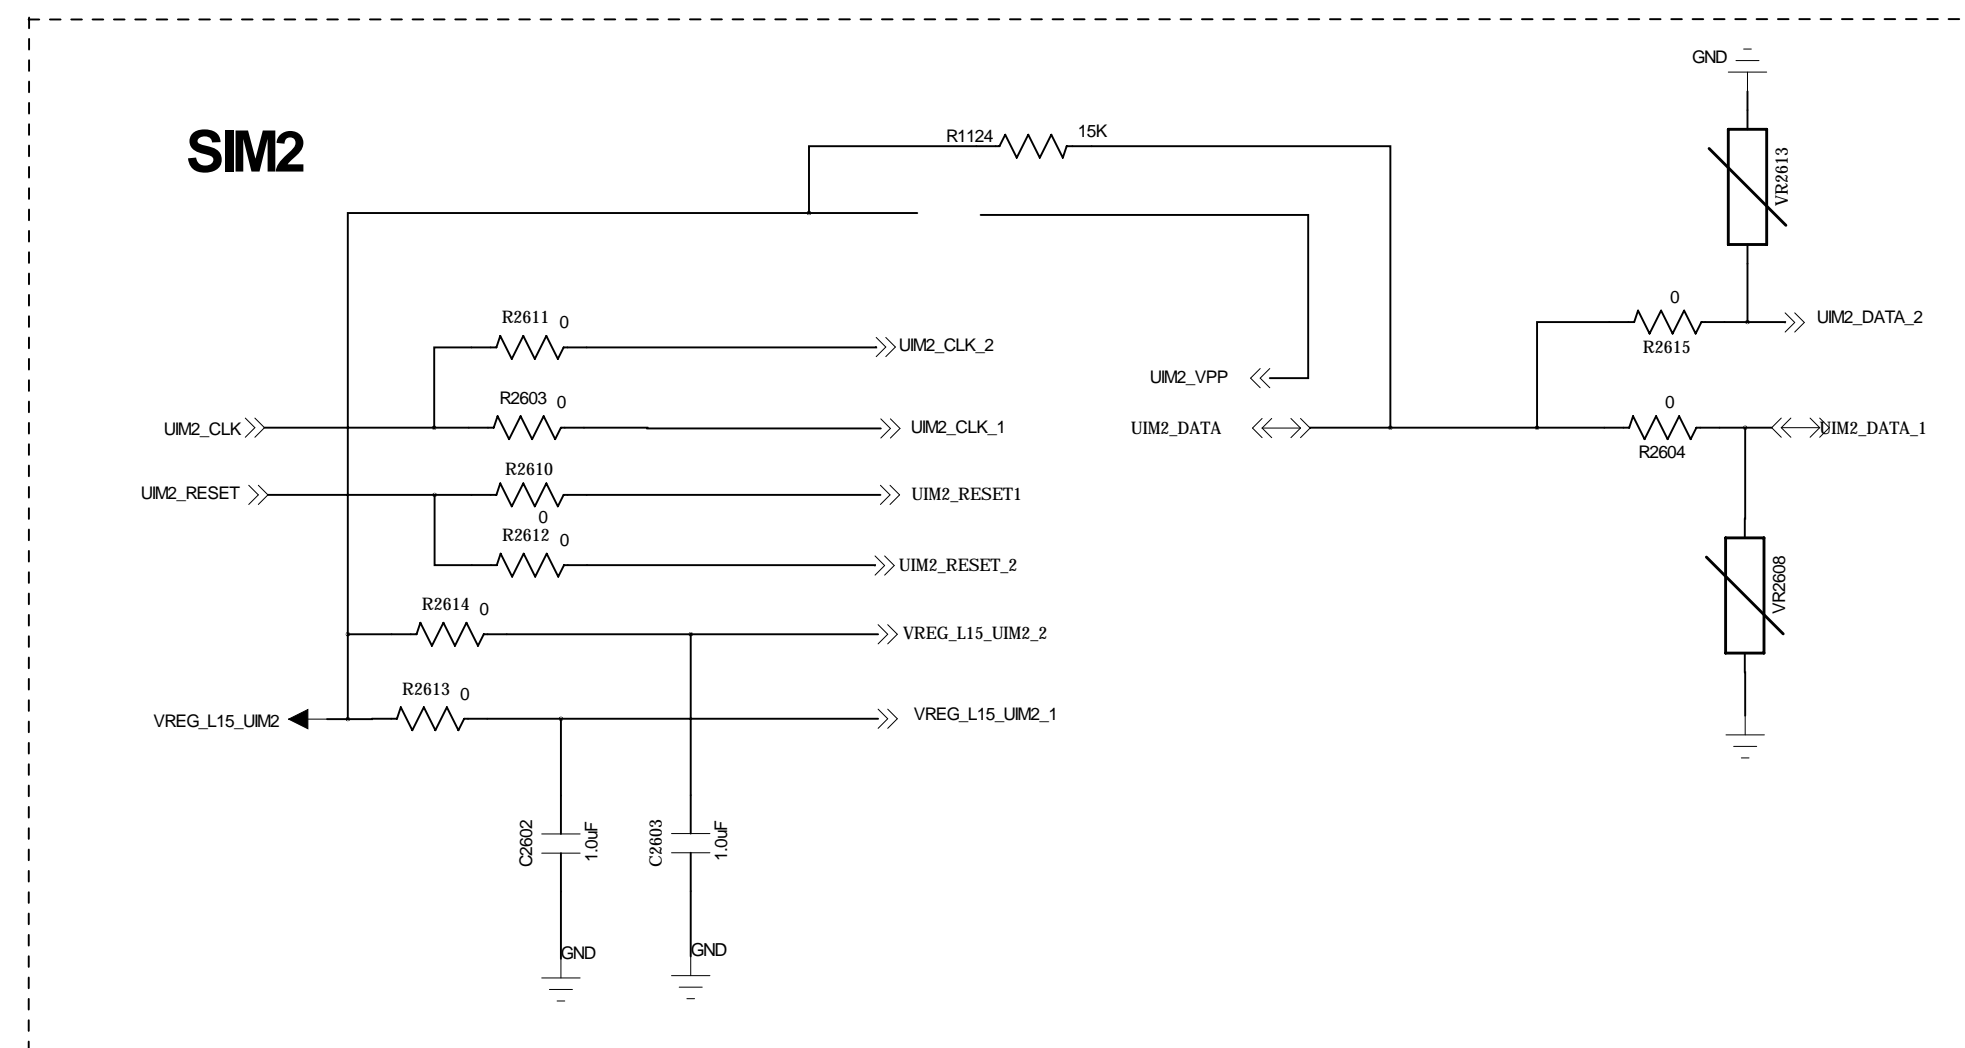 GND
SIM2
R1124 15K
VR2613
R2611 0
0
UIM2_DATA_2
UIM2_CLK_2
R2615
UIM2_VPP
R2603 0
0
UIM2_CLK
UIM2_CLK_1
UIM2_DATA
UIM2_DATA_1
R2604
R2610
UIM2_RESET
UIM2_RESET1
0
R2612 0
UIM2_RESET_2
VR2608
R2614 0
VREG_L15_UIM2_2
R2613 0
VREG_L15_UIM2
VREG_L15_UIM2_1
C2602
1.0uF
C2603
1.0uF
GND
GND